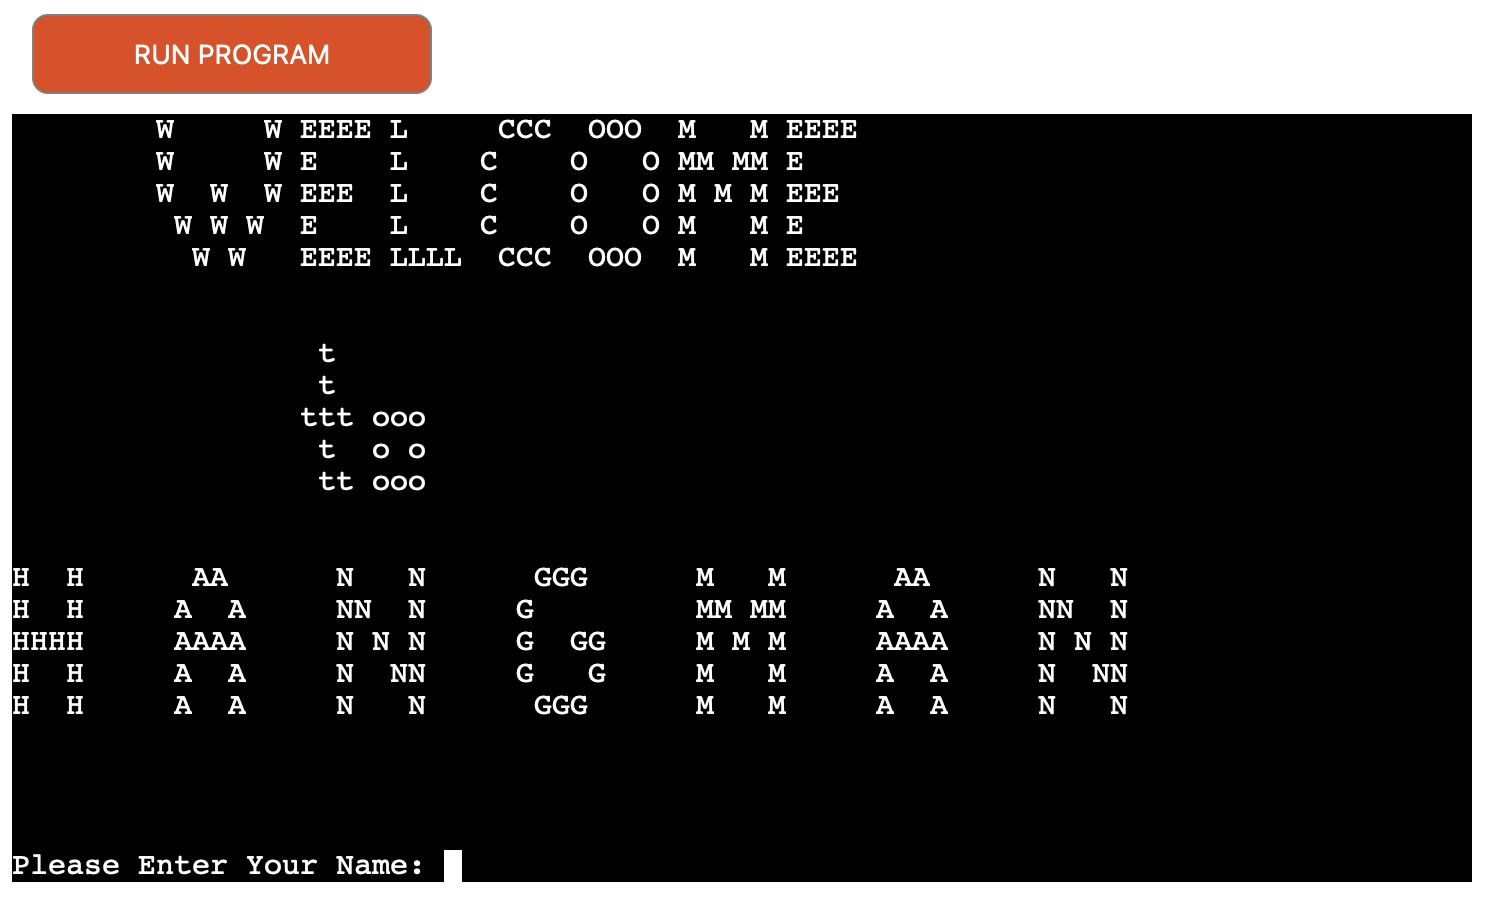 RUN PROGRAM
        W     W EEEE L     CCC  OOO  M   M EEEE
        W     W E    L    C    O   O MM MM E
        W  W  W EEE  L    C    O   O M M M EEE
         W W W  E    L    C    O   O M   M E
          W W   EEEE LLLL  CCC  OOO  M   M EEEE
                 t
                 t
                ttt ooo
                 t  o o
                 tt ooo
H  H      AA      N   N      GGG      M   M      AA      N   N
H  H     A  A     NN  N     G         MM MM     A  A     NN  N
HHHH     AAAA     N N N     G  GG     M M M     AAAA     N N N
H  H     A  A     N  NN     G   G     M   M     A  A     N  NN
H  H     A  A     N   N      GGG      M   M     A  A     N   N
Please Enter Your Name: